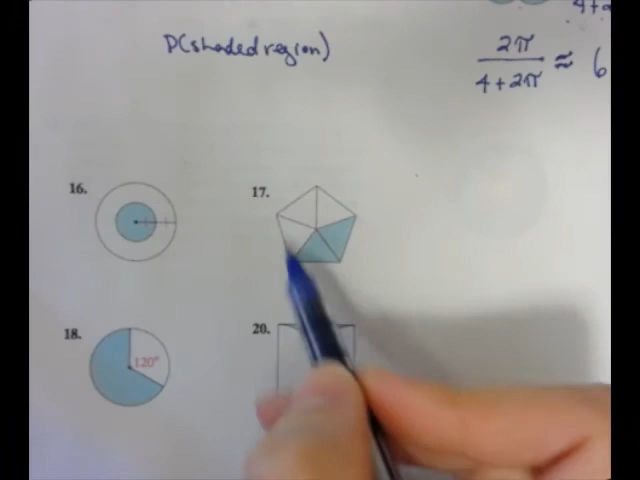 P(shaded region)
2π
4+2π
≈ 6
16.
17.
18.
120°
20.